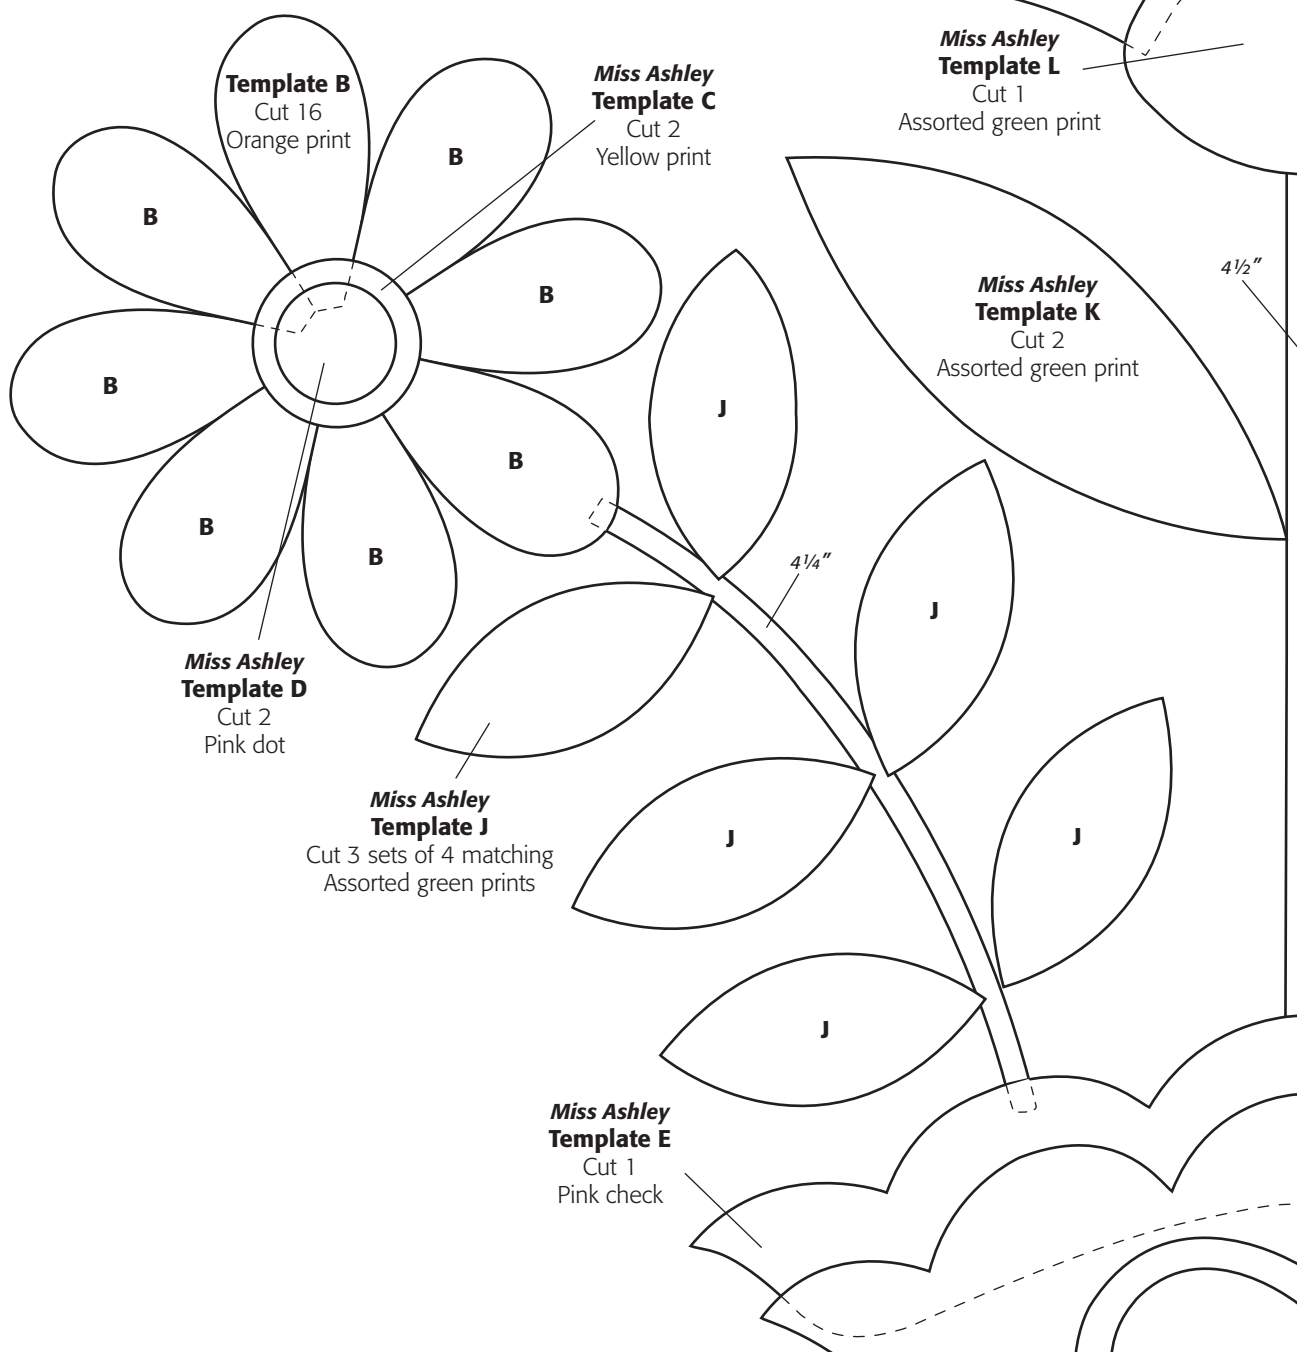 Miss Ashley
Template L
Cut 1
Assorted green print
Template B
Cut 16
Orange print
Miss Ashley
Template C
Cut 2
Yellow print
B
B
B
B
B
B
B
4½″
Miss Ashley
Template K
Cut 2
Assorted green print
J
4¼″
J
Miss Ashley
Template D
Cut 2
Pink dot
Miss Ashley
Template J
Cut 3 sets of 4 matching
Assorted green prints
J
J
J
Miss Ashley
Template E
Cut 1
Pink check